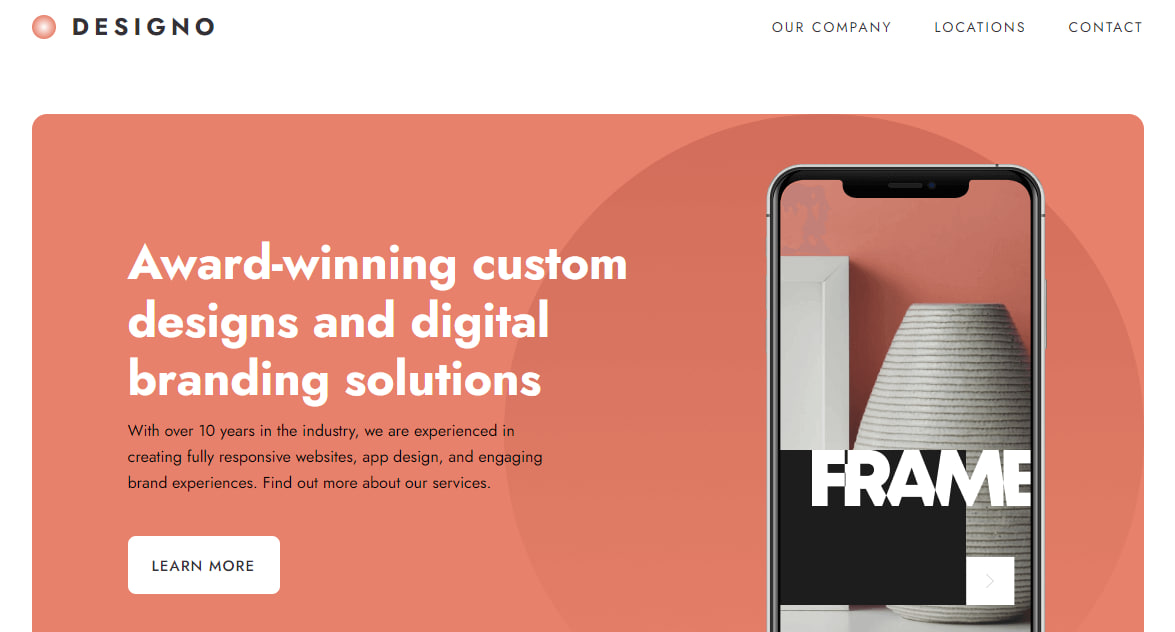 DESIGNO
OUR COMPANY
LOCATIONS
CONTACT
Award-winning custom
designs and digital
branding solutions
With over 10 years in the industry, we are experienced in
creating fully responsive websites, app design, and engaging
brand experiences. Find out more about our services.
LEARN MORE
FRAME